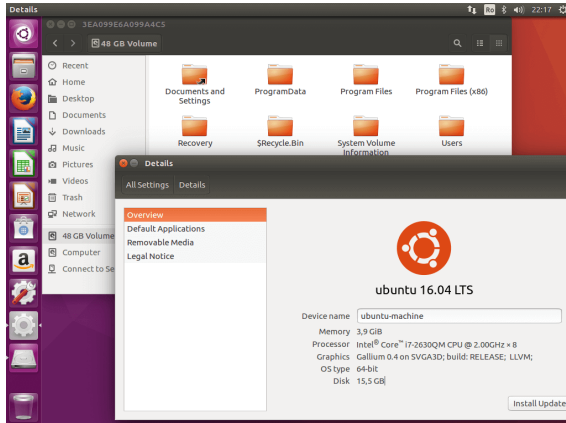 Details
Ro
22:17
3EA099E6A099A4C5
48 GB Volume
Recent
Home
Desktop
Documents
Downloads
Music
Pictures
Videos
Trash
Network
48 GB Volume
Computer
Connect to Se
Documents and
Settings
ProgramData
Program Files
Program Files (x86)
Recovery
$Recycle.Bin
System Volume
Information
Users
Details
All Settings
Details
Overview
Default Applications
Removable Media
Legal Notice
ubuntu 16.04 LTS
Device name ubuntu-machine
Memory 3,9 GiB
Processor Intel® Core™ i7-2630QM CPU @ 2.00GHz × 8
Graphics Gallium 0.4 on SVGA3D; build: RELEASE; LLVM;
OS type 64-bit
Disk 15,5 GB
Install Update
a